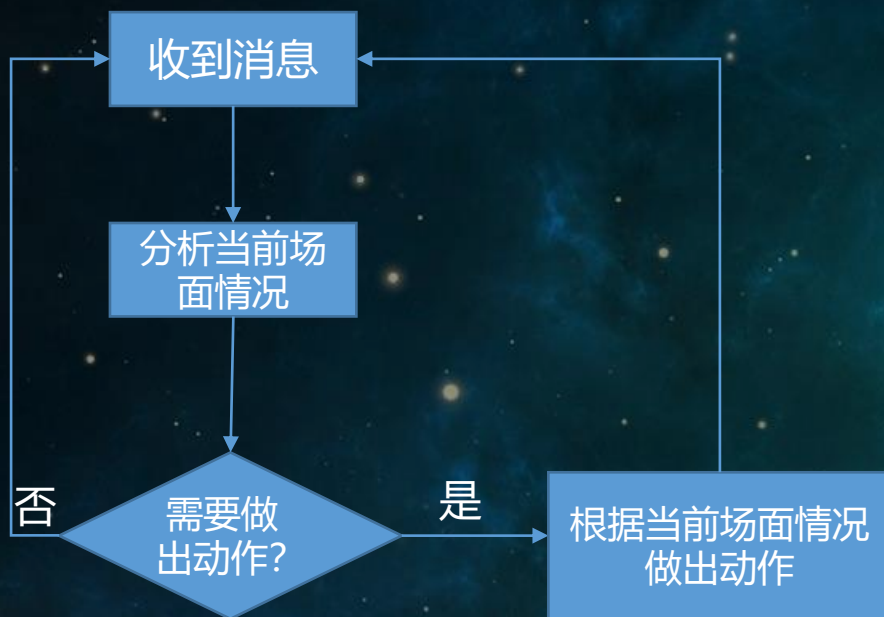 收到消息
分析当前场
面情况
否
需要做
出动作?
是
根据当前场面情况
做出动作